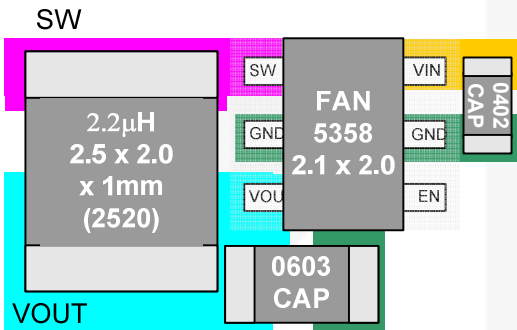 SW
2.2μH
2.5 x 2.0
x 1mm
(2520)
VOUT
SW
GND
VOU
FAN
5358
2.1 x 2.0
VIN
GND
EN
0402
CAP
0603
CAP